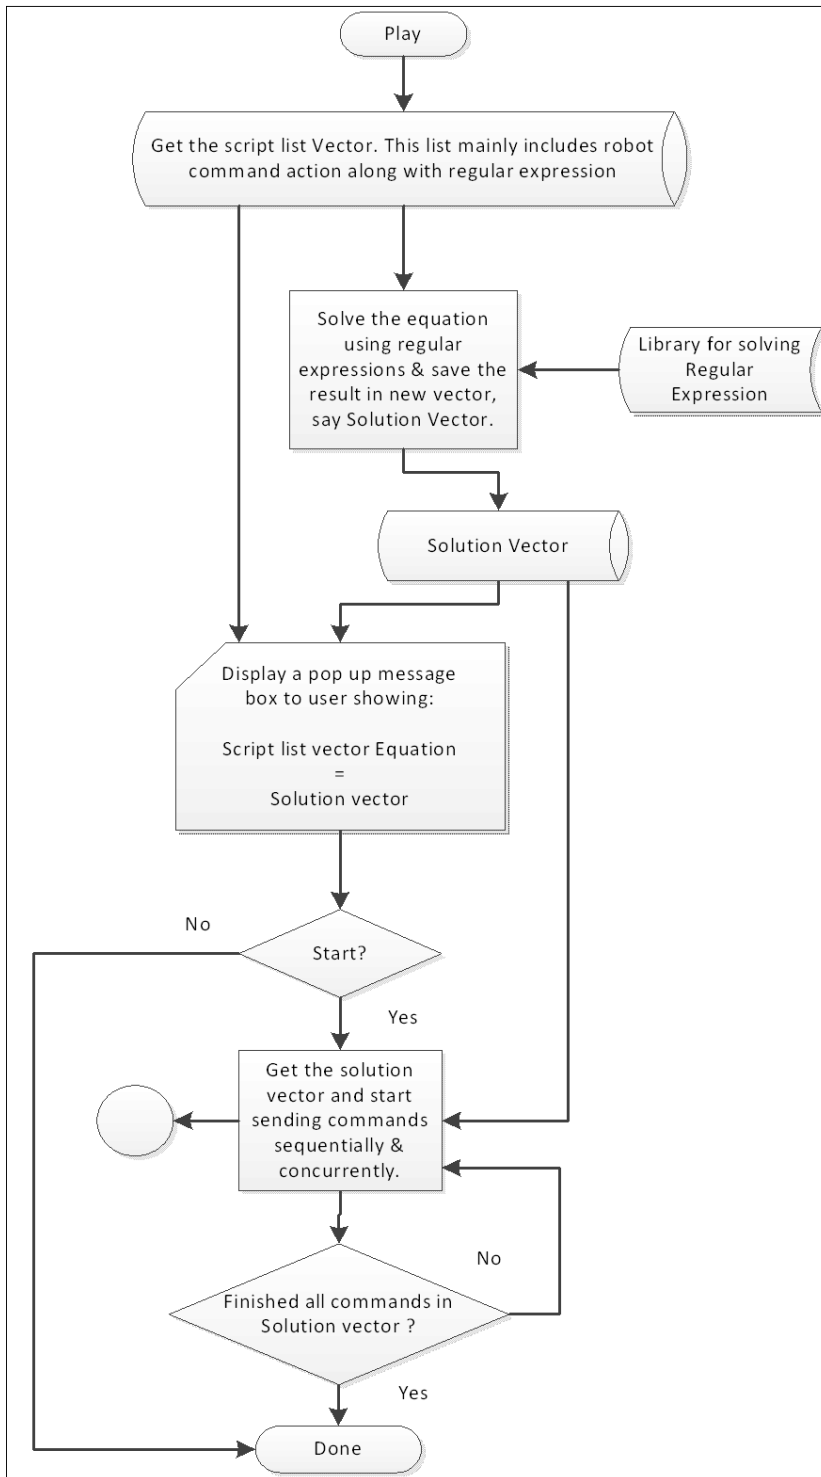 Play
Get the script list Vector. This list mainly includes robot
command action along with regular expression
Solve the equation
using regular
expressions & save the
result in new vector,
say Solution Vector.
Library for solving
Regular
Expression
Solution Vector
Display a pop up message
box to user showing:
Script list vector Equation
=
Solution vector
No
Start?
Yes
Get the solution
vector and start
sending commands
sequentially &
concurrently.
No
Finished all commands in
Solution vector ?
Yes
Done